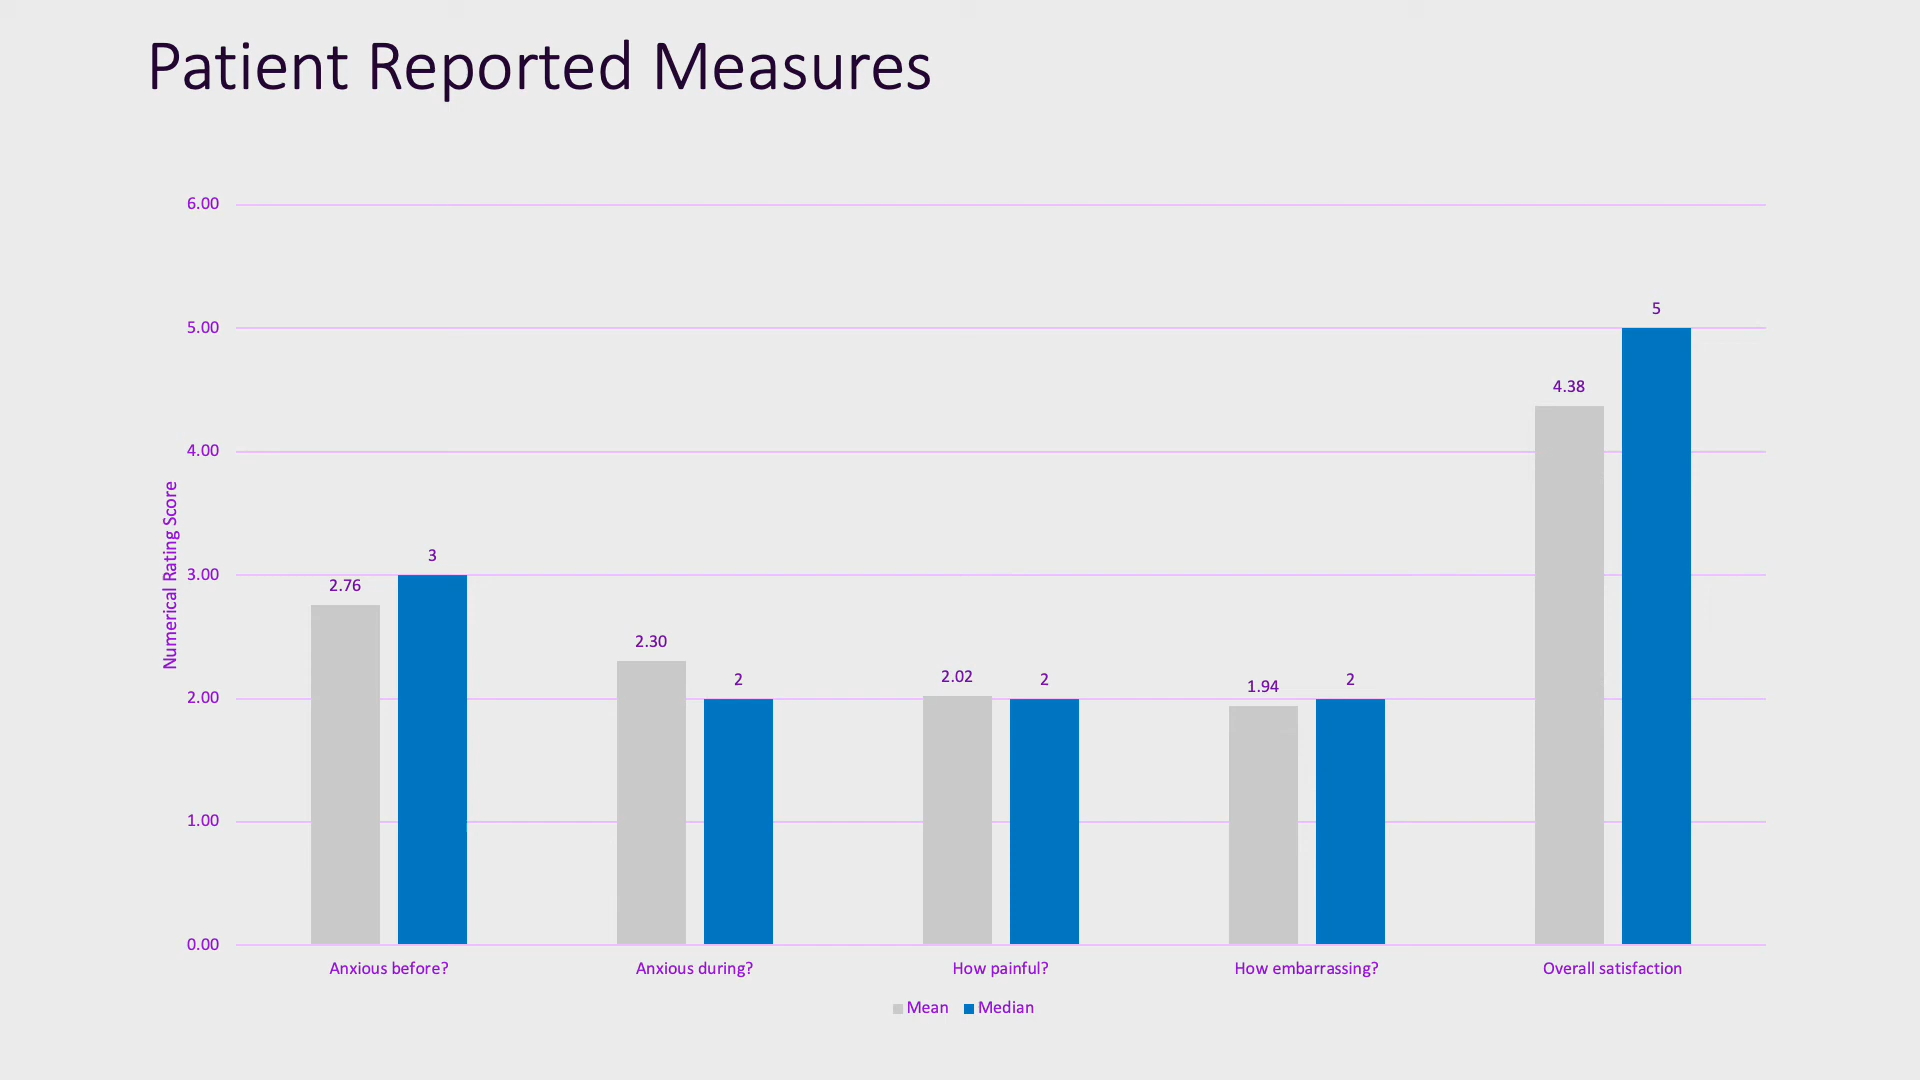 Patient Reported Measures
6.00
5.00
4.00
3.00
2.00
1.00
0.00
Numerical Rating Score
2.76
3
2.30
2
2.02
2
1.94
2
4.38
5
Anxious before?
Anxious during?
How painful?
How embarrassing?
Overall satisfaction
Mean
Median